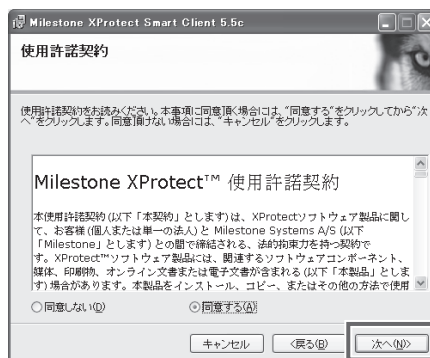 Milestone XProtect Smart Client 5.5c
使用許諾契約
使用許諾契約をお読みください。本事項に同意頂く場合には、"同意する"をクリックしてから"次
へ"をクリックします。同意頂けない場合には、"キャンセル"をクリックします。
Milestone XProtect™ 使用許諾契約
本使用許諾契約 (以下「本契約」とします) は、XProtectソフトウェア製品に関し
て、お客様 (個人または単一の法人) と Milestone Systems A/S (以下
「Milestone」とします) との間で締結される、法的拘束力を持つ契約で
す。XProtect™ソフトウェア製品には、関連するソフトウェアコンポーネント、
媒体、印刷物、オンライン文書または電子文書が含まれる (以下「本製品」としま
す) 場合があります。本製品をインストール、コピー、またはその他の方法で使用
同意しない(D)
同意する(A)
キャンセル
<戻る(B)
次へ(N)>